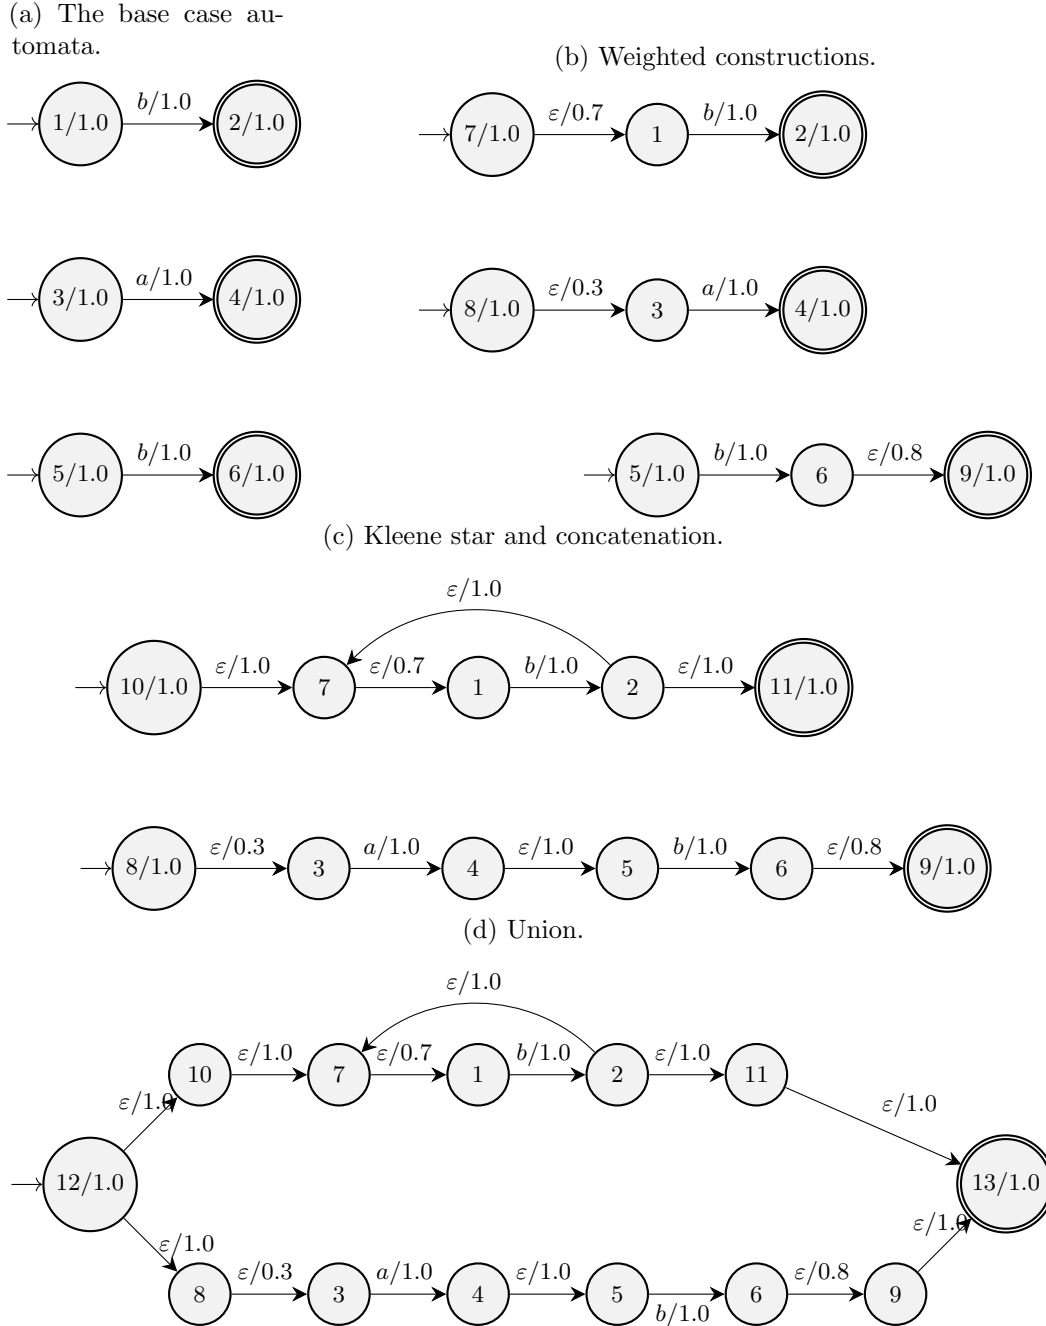 (a) The base case au-
tomata.
1/1.0 b/1.0 2/1.0
3/1.0 a/1.0 4/1.0
5/1.0 b/1.0 6/1.0
(b) Weighted constructions.
7/1.0 ε/0.7 1 b/1.0 2/1.0
8/1.0 ε/0.3 3 a/1.0 4/1.0
5/1.0 b/1.0 6 ε/0.8 9/1.0
(c) Kleene star and concatenation.
ε/1.0
10/1.0 ε/1.0 7 ε/0.7 1 b/1.0 2 ε/1.0 11/1.0
8/1.0 ε/0.3 3 a/1.0 4 ε/1.0 5 b/1.0 6 ε/0.8 9/1.0
(d) Union.
ε/1.0
10 ε/1.0 7 ε/0.7 1 b/1.0 2 ε/1.0 11
ε/1.0 ε/1.0
12/1.0 13/1.0
ε/1.0 ε/1.0
8 ε/0.3 3 a/1.0 4 ε/1.0 5 b/1.0 6 ε/0.8 9